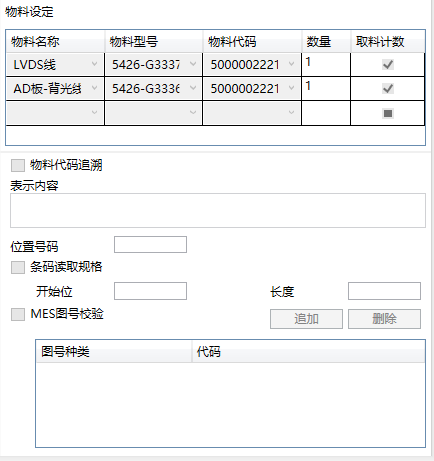 物料设定
物料名称 物料型号 物料代码 数量 取料计数
LVDS线 5426-G3337 5000002221 1
AD板-背光线 5426-G3336 5000002221 1
物料代码追溯
表示内容
位置号码
条码读取规格
开始位 长度
MES图号校验 追加 删除
图号种类 代码